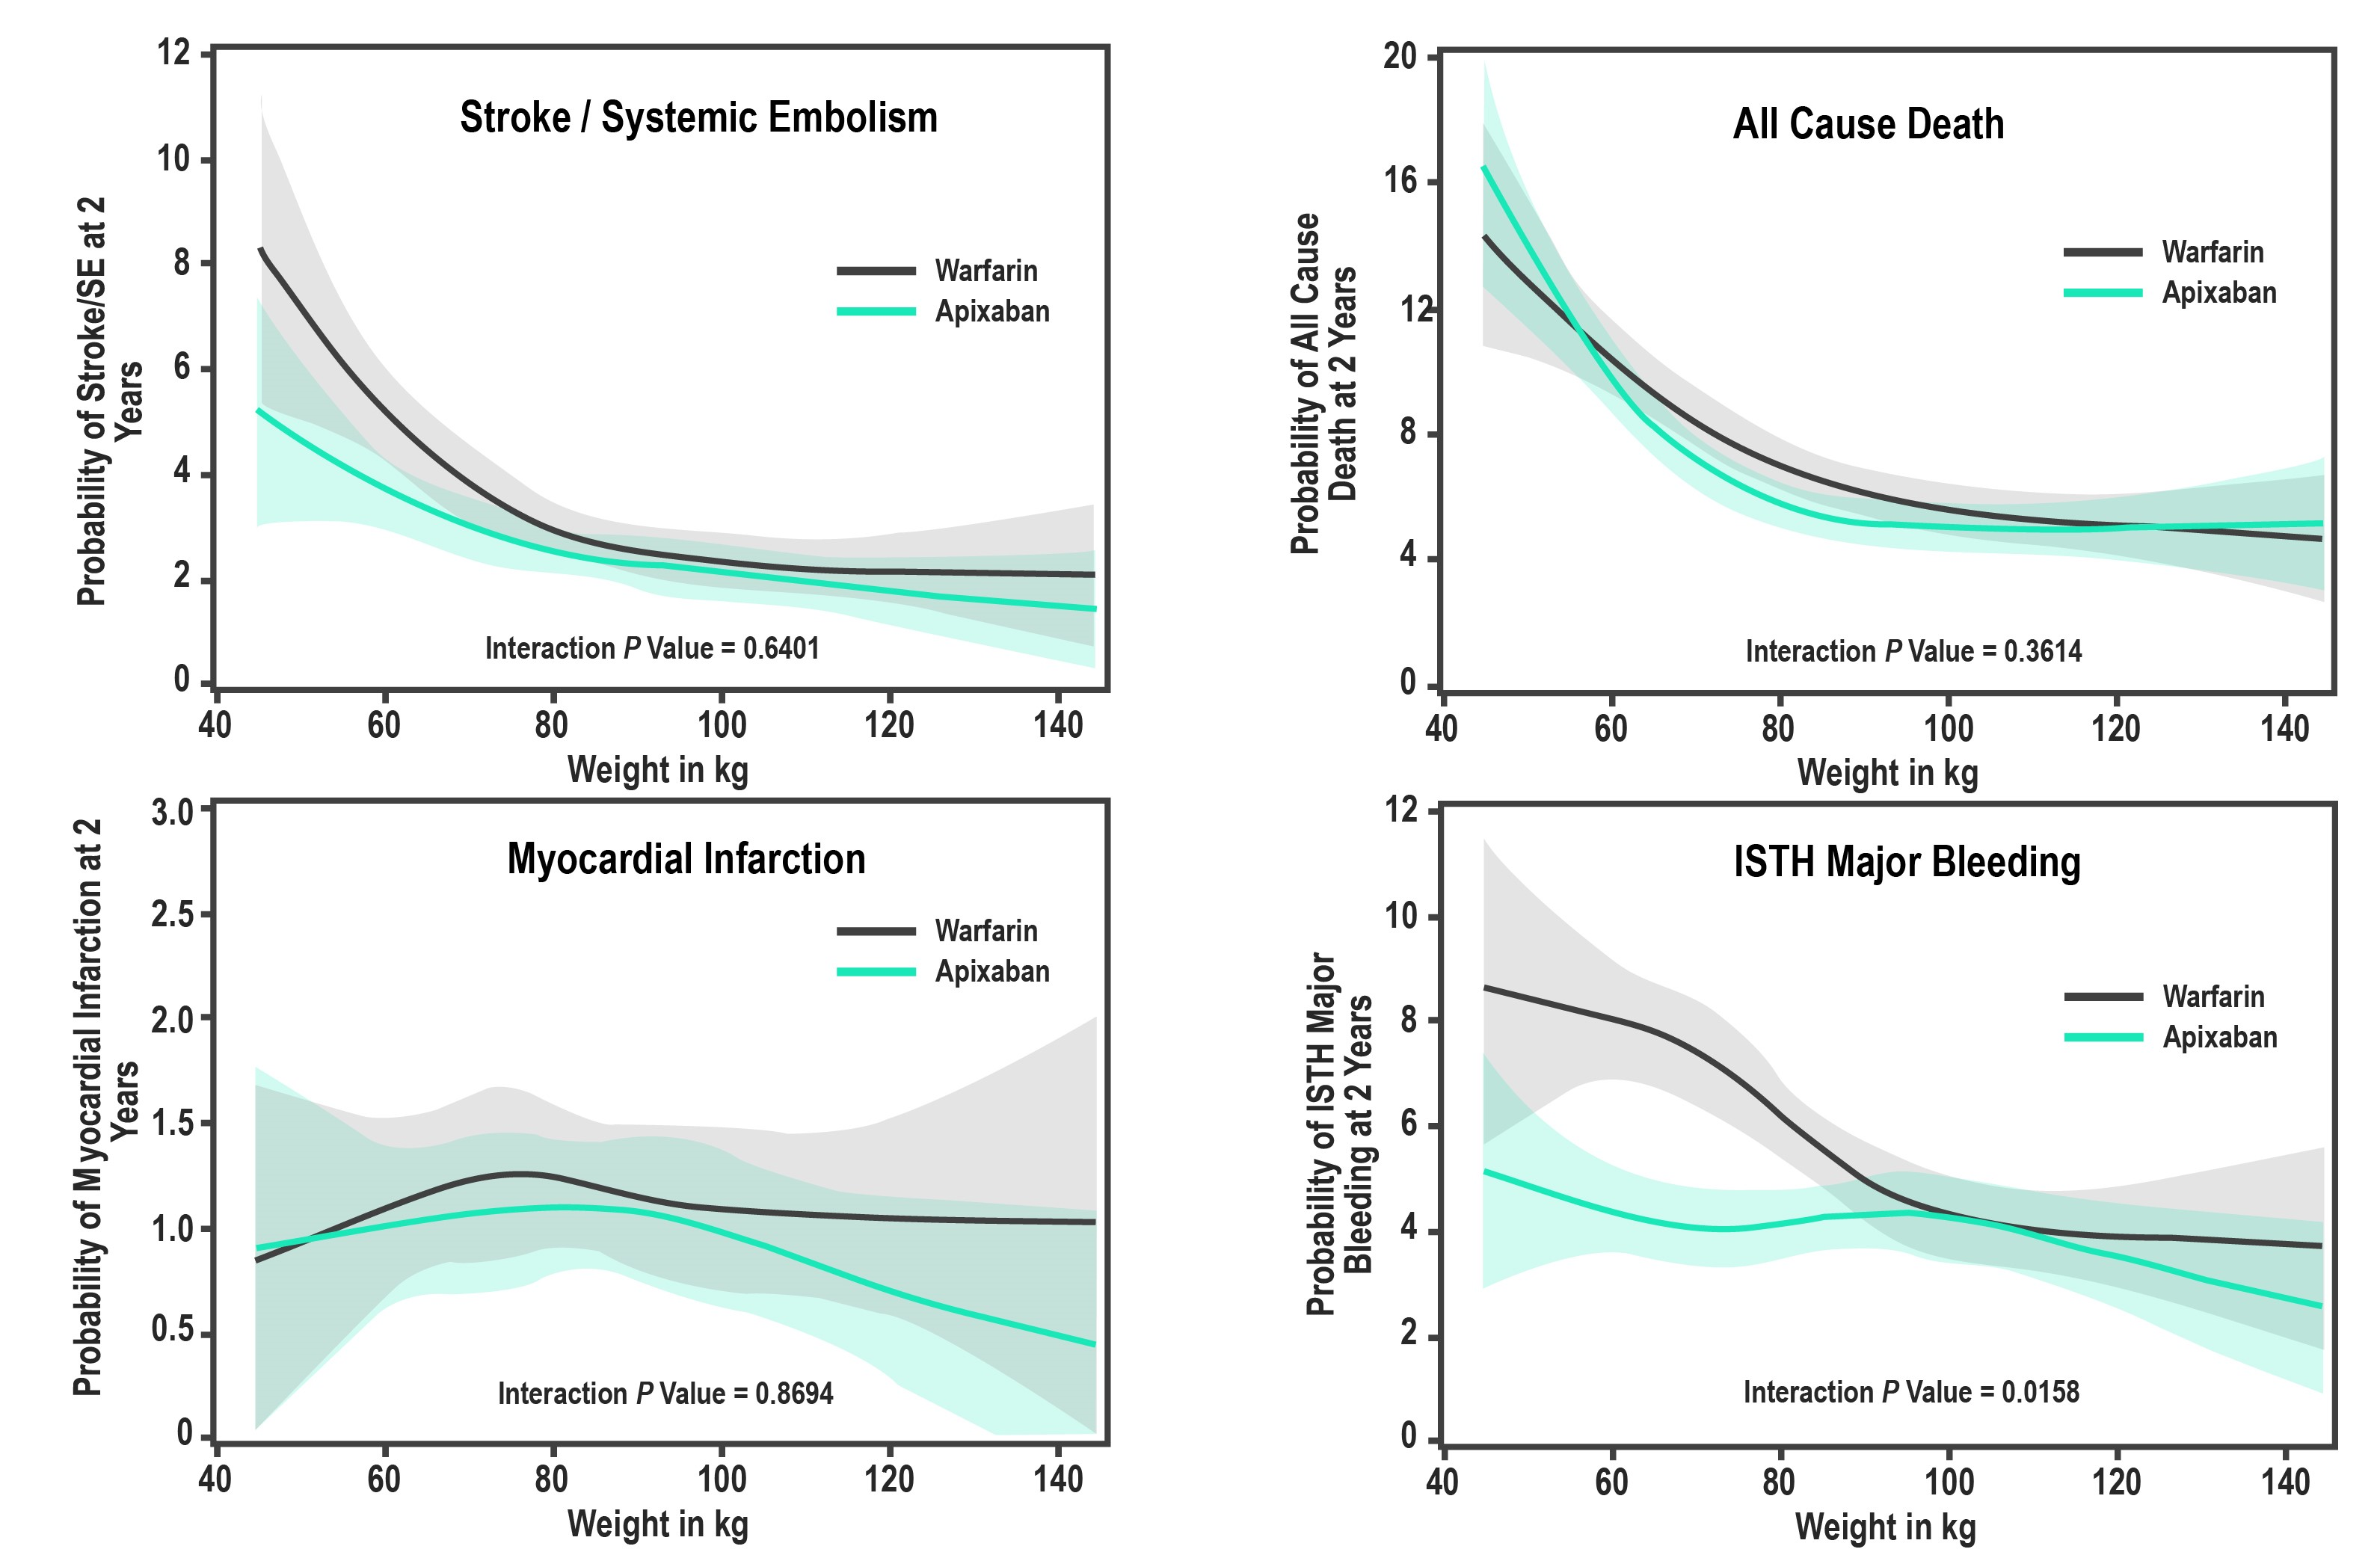 Stroke / Systemic Embolism
Probability of Stroke/SE at 2
Years
12
10
8
6
4
2
0
Warfarin
Apixaban
Interaction P Value = 0.6401
40 60 80 100 120 140
Weight in kg
All Cause Death
Probability of All Cause
Death at 2 Years
20
16
12
8
4
0
Warfarin
Apixaban
Interaction P Value = 0.3614
40 60 80 100 120 140
Weight in kg
Myocardial Infarction
Probability of Myocardial Infarction at 2
Years
3.0
2.5
2.0
1.5
1.0
0.5
0
Warfarin
Apixaban
Interaction P Value = 0.8694
40 60 80 100 120 140
Weight in kg
ISTH Major Bleeding
Probability of ISTH Major
Bleeding at 2 Years
12
10
8
6
4
2
0
Warfarin
Apixaban
Interaction P Value = 0.0158
40 60 80 100 120 140
Weight in kg